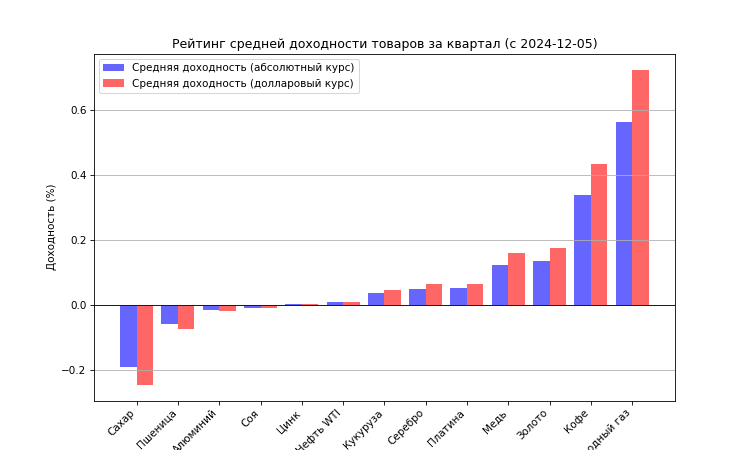 Рейтинг средней доходности товаров за квартал (с 2024-12-05)
Средняя доходность (абсолютный курс)
Средняя доходность (долларовый курс)
Доходность (%)
0.6
0.4
0.2
0.0
−0.2
Сахар
Пшеница
Алюминий
Соя
Цинк
Нефть WTI
Кукуруза
Серебро
Платина
Медь
Золото
Кофе
газ